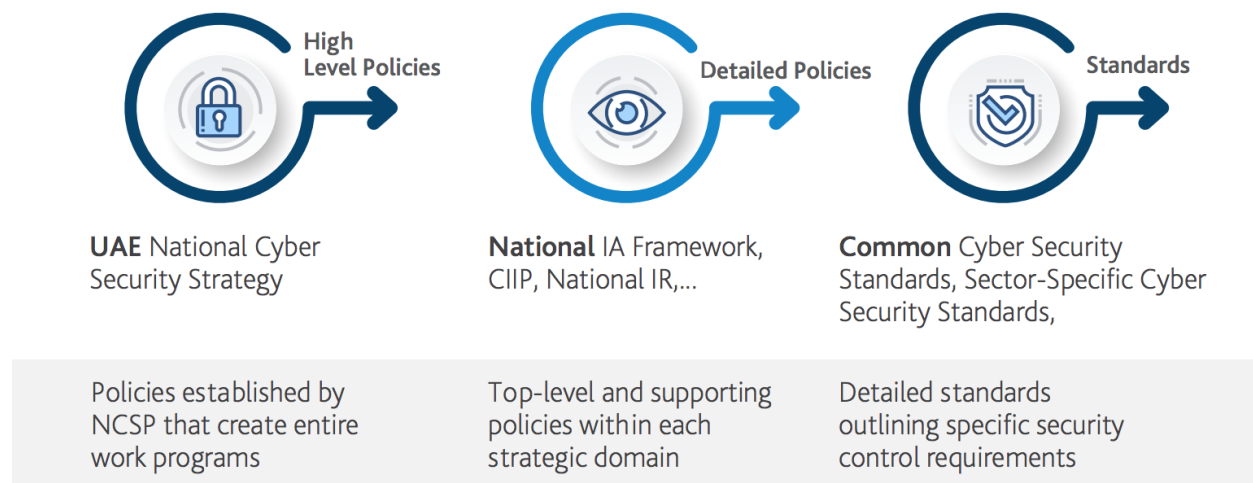 High
Level Policies
Detailed Policies
Standards
UAE National Cyber
Security Strategy
National IA Framework,
CIIP, National IR,...
Common Cyber Security
Standards, Sector-Specific Cyber
Security Standards,
Policies established by
NCSP that create entire
work programs
Top-level and supporting
policies within each
strategic domain
Detailed standards
outlining specific security
control requirements